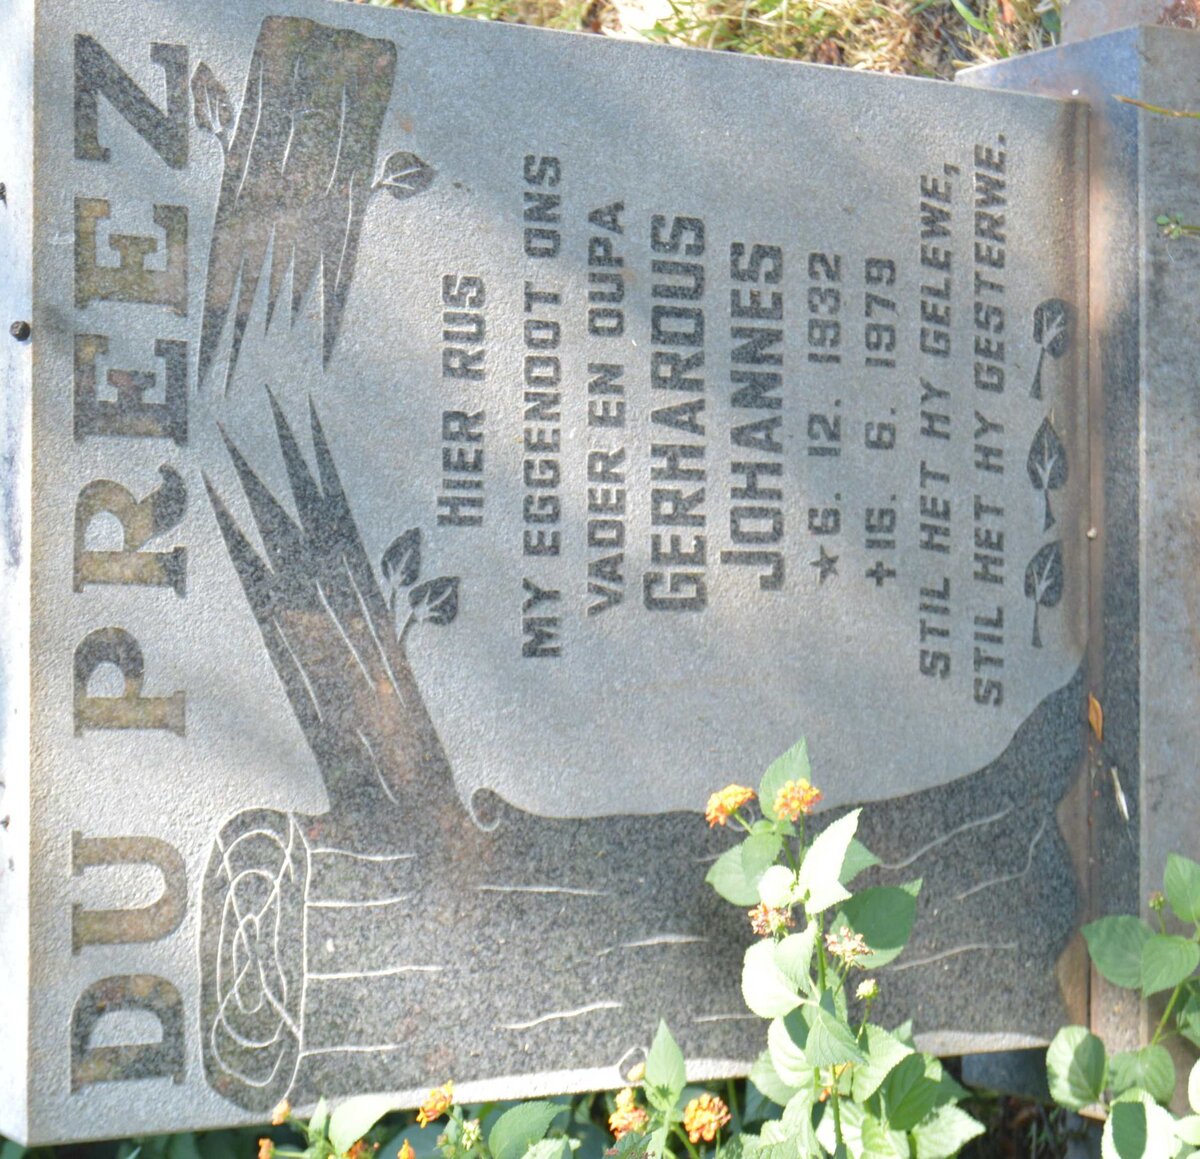 DU PREEZ
HIER RUS
MY EGGENOOT ONS
VADER EN OUPA
GERHARDUS
JOHANNES
★ 6. 12. 1932
✝ 16. 6. 1979
STIL HET HY GELEWE,
STIL HET HY GESTERWE.